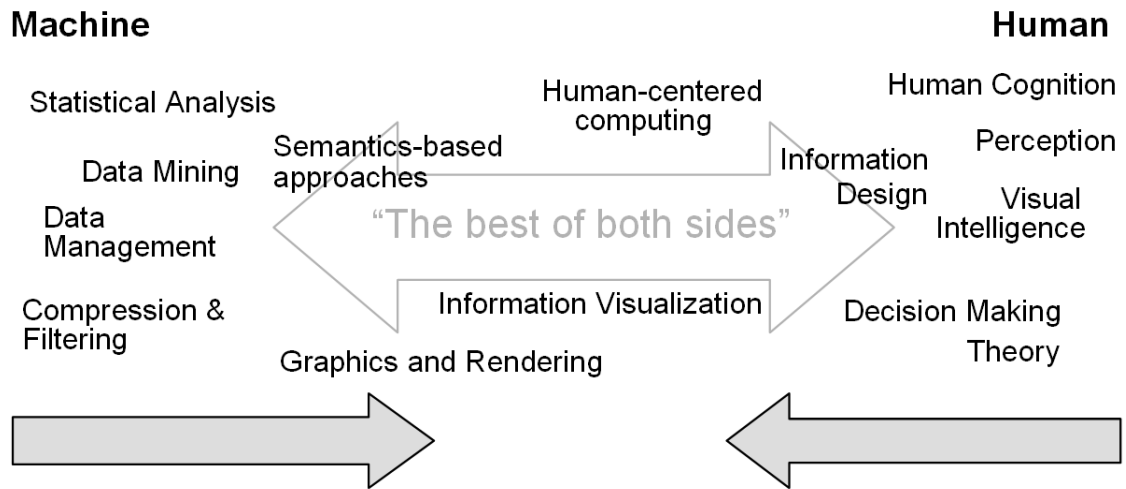 Machine
Human
Statistical Analysis
Human-centered
computing
Human Cognition
Semantics-based
approaches
Perception
Data Mining
Information
Design
Visual
Intelligence
Data
Management
“The best of both sides”
Compression &
Filtering
Information Visualization
Decision Making
Theory
Graphics and Rendering